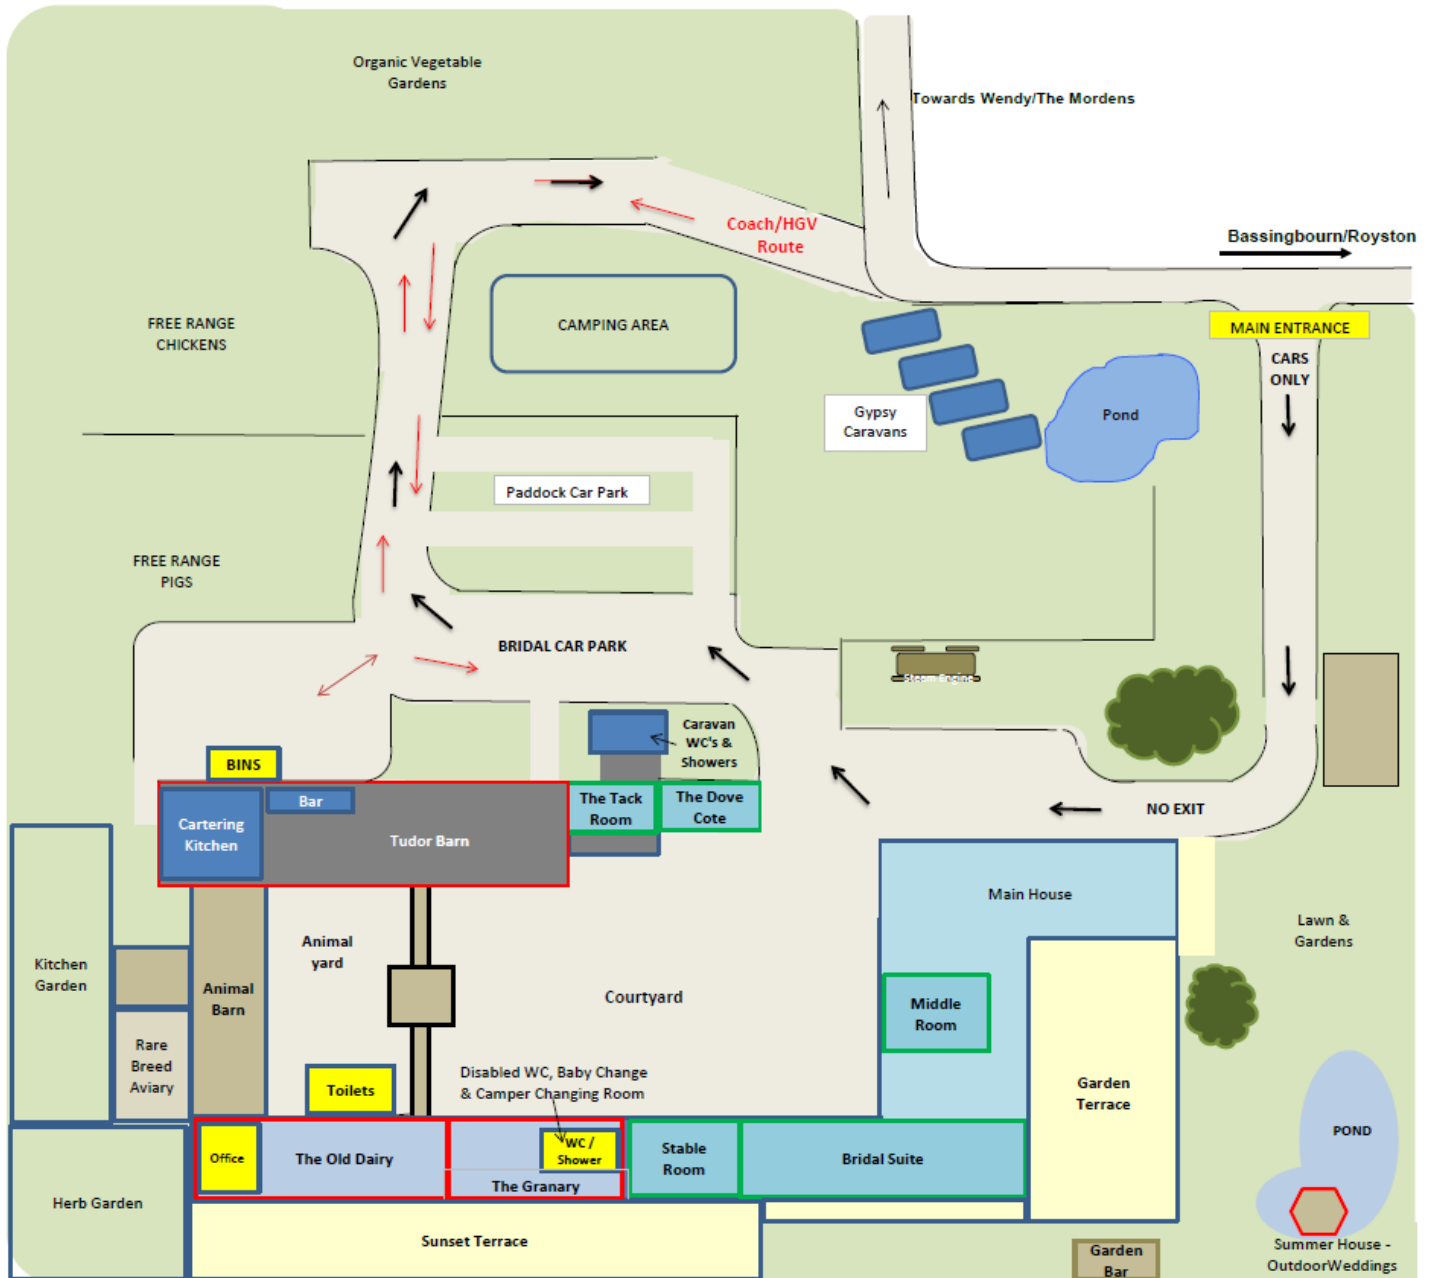 Organic Vegetable
Gardens
Towards Wendy/The Mordens
Coach/HGV
Route
Bassingbourn/Royston
MAIN ENTRANCE
CARS
ONLY
FREE RANGE
CHICKENS
CAMPING AREA
Gypsy
Caravans
Pond
Paddock Car Park
FREE RANGE
PIGS
BRIDAL CAR PARK
Steam Engine
Caravan
WC's &
Showers
BINS
Bar
Cartering
Kitchen
Tudor Barn
The Tack
Room
The Dove
Cote
NO EXIT
Main House
Lawn &
Gardens
Kitchen
Garden
Animal
yard
Animal
Barn
Courtyard
Middle
Room
Rare
Breed
Aviary
Toilets
Disabled WC, Baby Change
& Camper Changing Room
Garden
Terrace
POND
Office
The Old Dairy
WC /
Shower
The Granary
Stable
Room
Bridal Suite
Herb Garden
Sunset Terrace
Garden
Bar
Summer House -
OutdoorWeddings